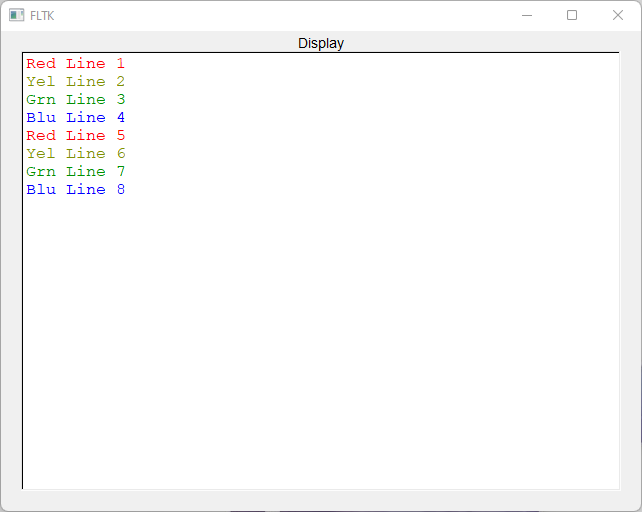 FLTK
Display
Red Line 1
Yel Line 2
Grn Line 3
Blu Line 4
Red Line 5
Yel Line 6
Grn Line 7
Blu Line 8